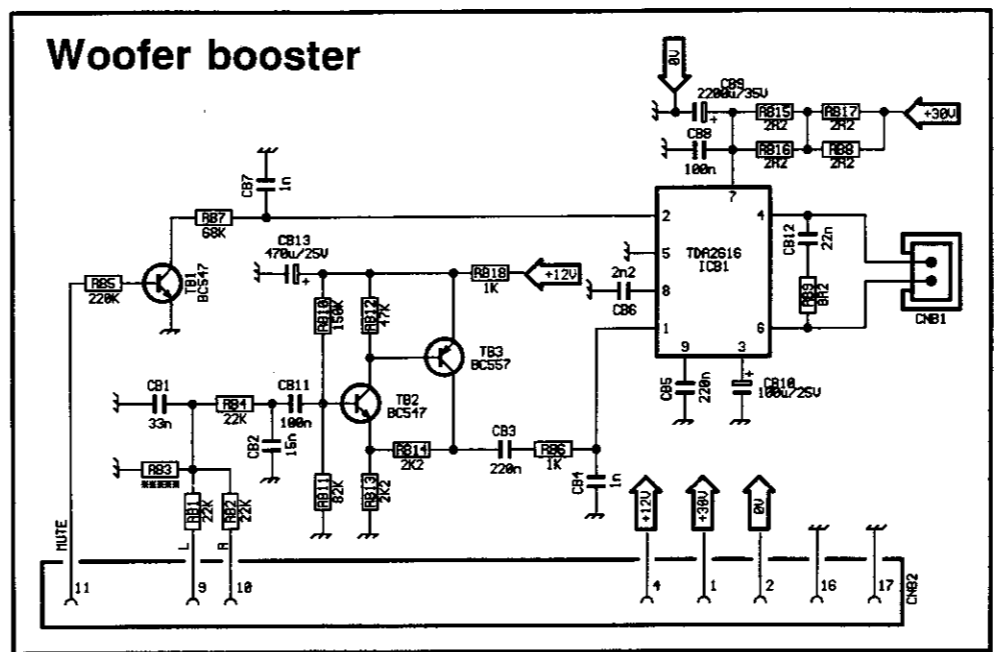 Woofer booster
0V
CB9
2200u/35V
+30V
RB15
2R2
RB17
2R2
CB8
100n
RB16
2R2
RB8
2R2
7
CB7
1n
RB7
68K
2
4
TDA2616
ICB1
5
8
1
6
9
3
CB12
22n
RB9
8R2
CNB1
CB13
470u/25V
+
RB18
1K
+12V
2n2
CB6
RB5
220K
TB1
BC547
RB10
150K
RB12
47K
TB3
BC557
CB5
220n
CB10
100u/25V
CB1
33n
RB4
22K
CB11
100n
TB2
BC547
CB2
15n
RB14
2K2
CB3
220n
RB6
1K
CB4
1n
RB3
*****
RB1
22K
RB2
22K
RB11
82K
RB13
2K2
+12V
+30V
0V
MUTE
L
R
11
9
10
4
1
2
16
17
CNB2